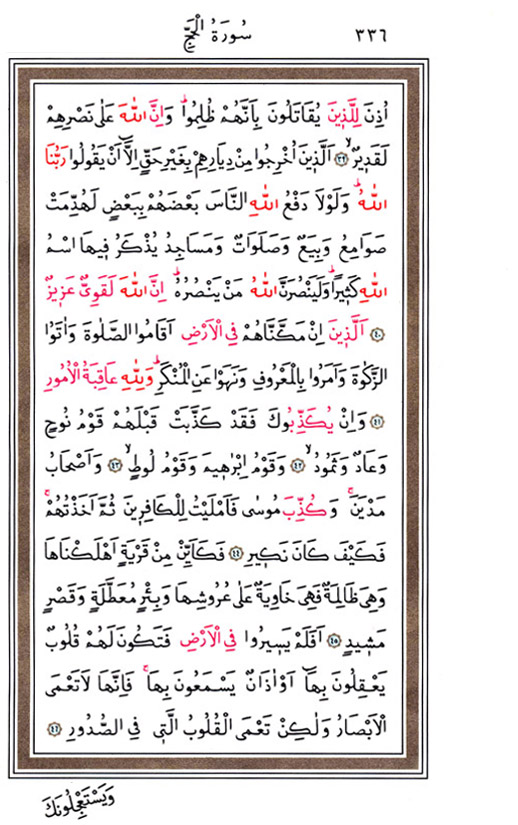 ٣٣٦ سُورَةُ الْحَجِّ
اُذِنَ لِلَّذ۪ينَ يُقَاتَلُونَ بِاَنَّهُمْ ظُلِمُواۜ وَاِنَّ اللّٰهَ عَلٰى نَصْرِهِمْ
لَقَد۪يرٌۙ ﴿٣٩﴾ اَلَّذ۪ينَ اُخْرِجُوا مِنْ دِيَارِهِمْ بِغَيْرِ حَقٍّ اِلَّٓا اَنْ يَقُولُوا رَبُّنَا
اللّٰهُۜ وَلَوْلَا دَفْعُ اللّٰهِ النَّاسَ بَعْضَهُمْ بِبَعْضٍ لَهُدِّمَتْ
صَوَامِعُ وَبِيَعٌ وَصَلَوَاتٌ وَمَسَاجِدُ يُذْكَرُ ف۪يهَا اسْمُ
اللّٰهِ كَث۪يرًاۜ وَلَيَنْصُرَنَّ اللّٰهُ مَنْ يَنْصُرُهُۜ اِنَّ اللّٰهَ لَقَوِيٌّ عَز۪يزٌ
﴿٤٠﴾ اَلَّذ۪ينَ اِنْ مَكَّنَّاهُمْ فِي الْاَرْضِ اَقَامُوا الصَّلٰوةَ وَاٰتَوُا
الزَّكٰوةَ وَاَمَرُوا بِالْمَعْرُوفِ وَنَهَوْا عَنِ الْمُنْكَرِۜ وَلِلّٰهِ عَاقِبَةُ الْاُمُورِ
﴿٤١﴾ وَاِنْ يُكَذِّبُوكَ فَقَدْ كَذَّبَتْ قَبْلَهُمْ قَوْمُ نُوحٍ
وَعَادٌ وَثَمُودُۙ ﴿٤٢﴾ وَقَوْمُ اِبْرٰه۪يمَ وَقَوْمُ لُوطٍۙ ﴿٤٣﴾ وَاَصْحَابُ
مَدْيَنَۚ وَكُذِّبَ مُوسٰى فَاَمْلَيْتُ لِلْكَافِر۪ينَ ثُمَّ اَخَذْتُهُمْۚ
فَكَيْفَ كَانَ نَك۪يرِ ﴿٤٤﴾ فَكَاَيِّنْ مِنْ قَرْيَةٍ اَهْلَكْنَاهَا
وَهِيَ ظَالِمَةٌ فَهِيَ خَاوِيَةٌ عَلٰى عُرُوشِهَا وَبِئْرٍ مُعَطَّلَةٍ وَقَصْرٍ
مَش۪يدٍ ﴿٤٥﴾ اَفَلَمْ يَس۪يرُوا فِي الْاَرْضِ فَتَكُونَ لَهُمْ قُلُوبٌ
يَعْقِلُونَ بِهَٓا اَوْ اٰذَانٌ يَسْمَعُونَ بِهَاۚ فَاِنَّهَا لَا تَعْمَى
الْاَبْصَارُ وَلٰكِنْ تَعْمَى الْقُلُوبُ الَّت۪ي فِي الصُّدُورِ ﴿٤٦﴾
وَيَسْتَعْجِلُونَكَ